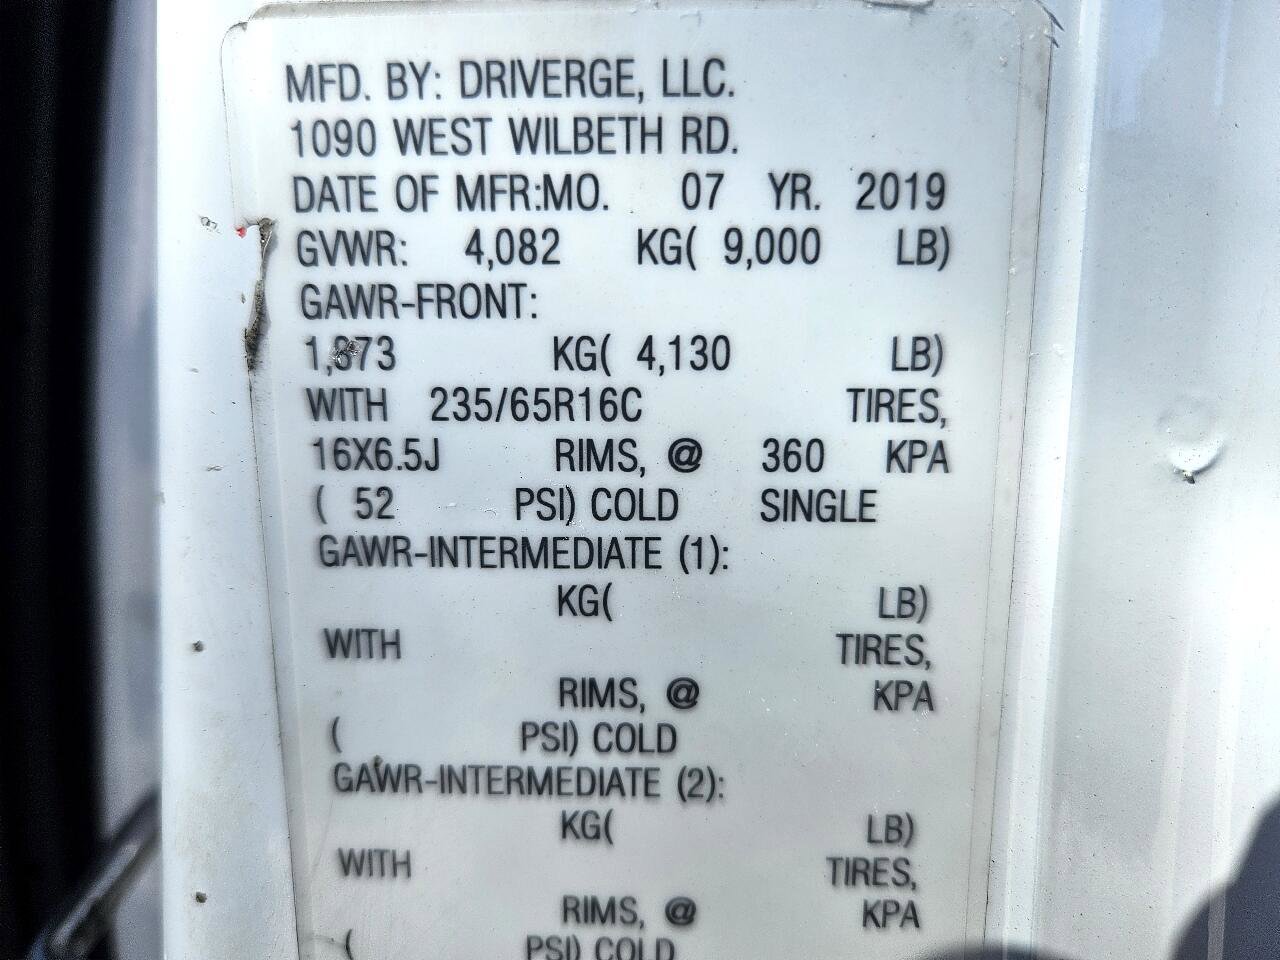 MFD. BY: DRIVERGE, LLC.
1090 WEST WILBETH RD.
DATE OF MFR:MO. 07 YR. 2019
GVWR: 4,082 KG( 9,000 LB)
GAWR-FRONT:
1,873 KG( 4,130 LB)
WITH 235/65R16C TIRES,
16X6.5J RIMS, @ 360 KPA
( 52 PSI) COLD SINGLE
GAWR-INTERMEDIATE (1):
KG( LB)
WITH TIRES,
RIMS, @ KPA
( PSI) COLD
GAWR-INTERMEDIATE (2):
KG( LB)
WITH TIRES,
RIMS, @ KPA
( PSI) COLD